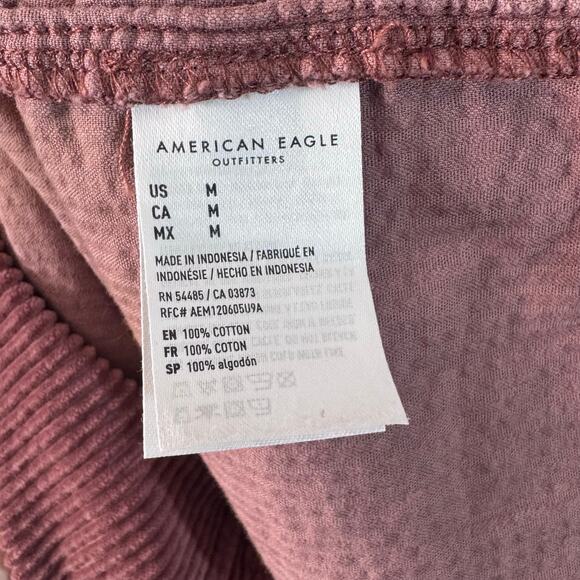 AMERICAN EAGLE
OUTFITTERS
US M
CA M
MX M
MADE IN INDONESIA / FABRIQUÉ EN
INDONÉSIE / HECHO EN INDONESIA
RN 54485 / CA 03873
RFC# AEM120605U9A
EN 100% COTTON
FR 100% COTON
SP 100% algodón